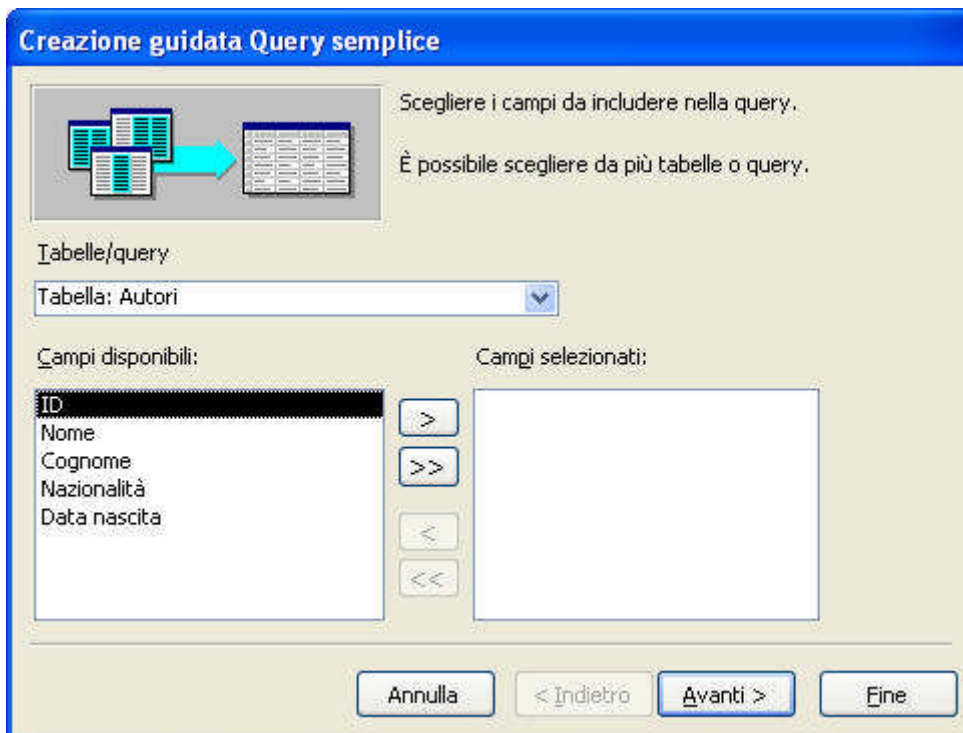 Creazione guidata Query semplice
Scegliere i campi da includere nella query.
È possibile scegliere da più tabelle o query.
Tabelle/query
Tabella: Autori
Campi disponibili:
Campi selezionati:
ID
Nome
Cognome
Nazionalità
Data nascita
>
>>
<
<<
Annulla
< Indietro
Avanti >
Fine